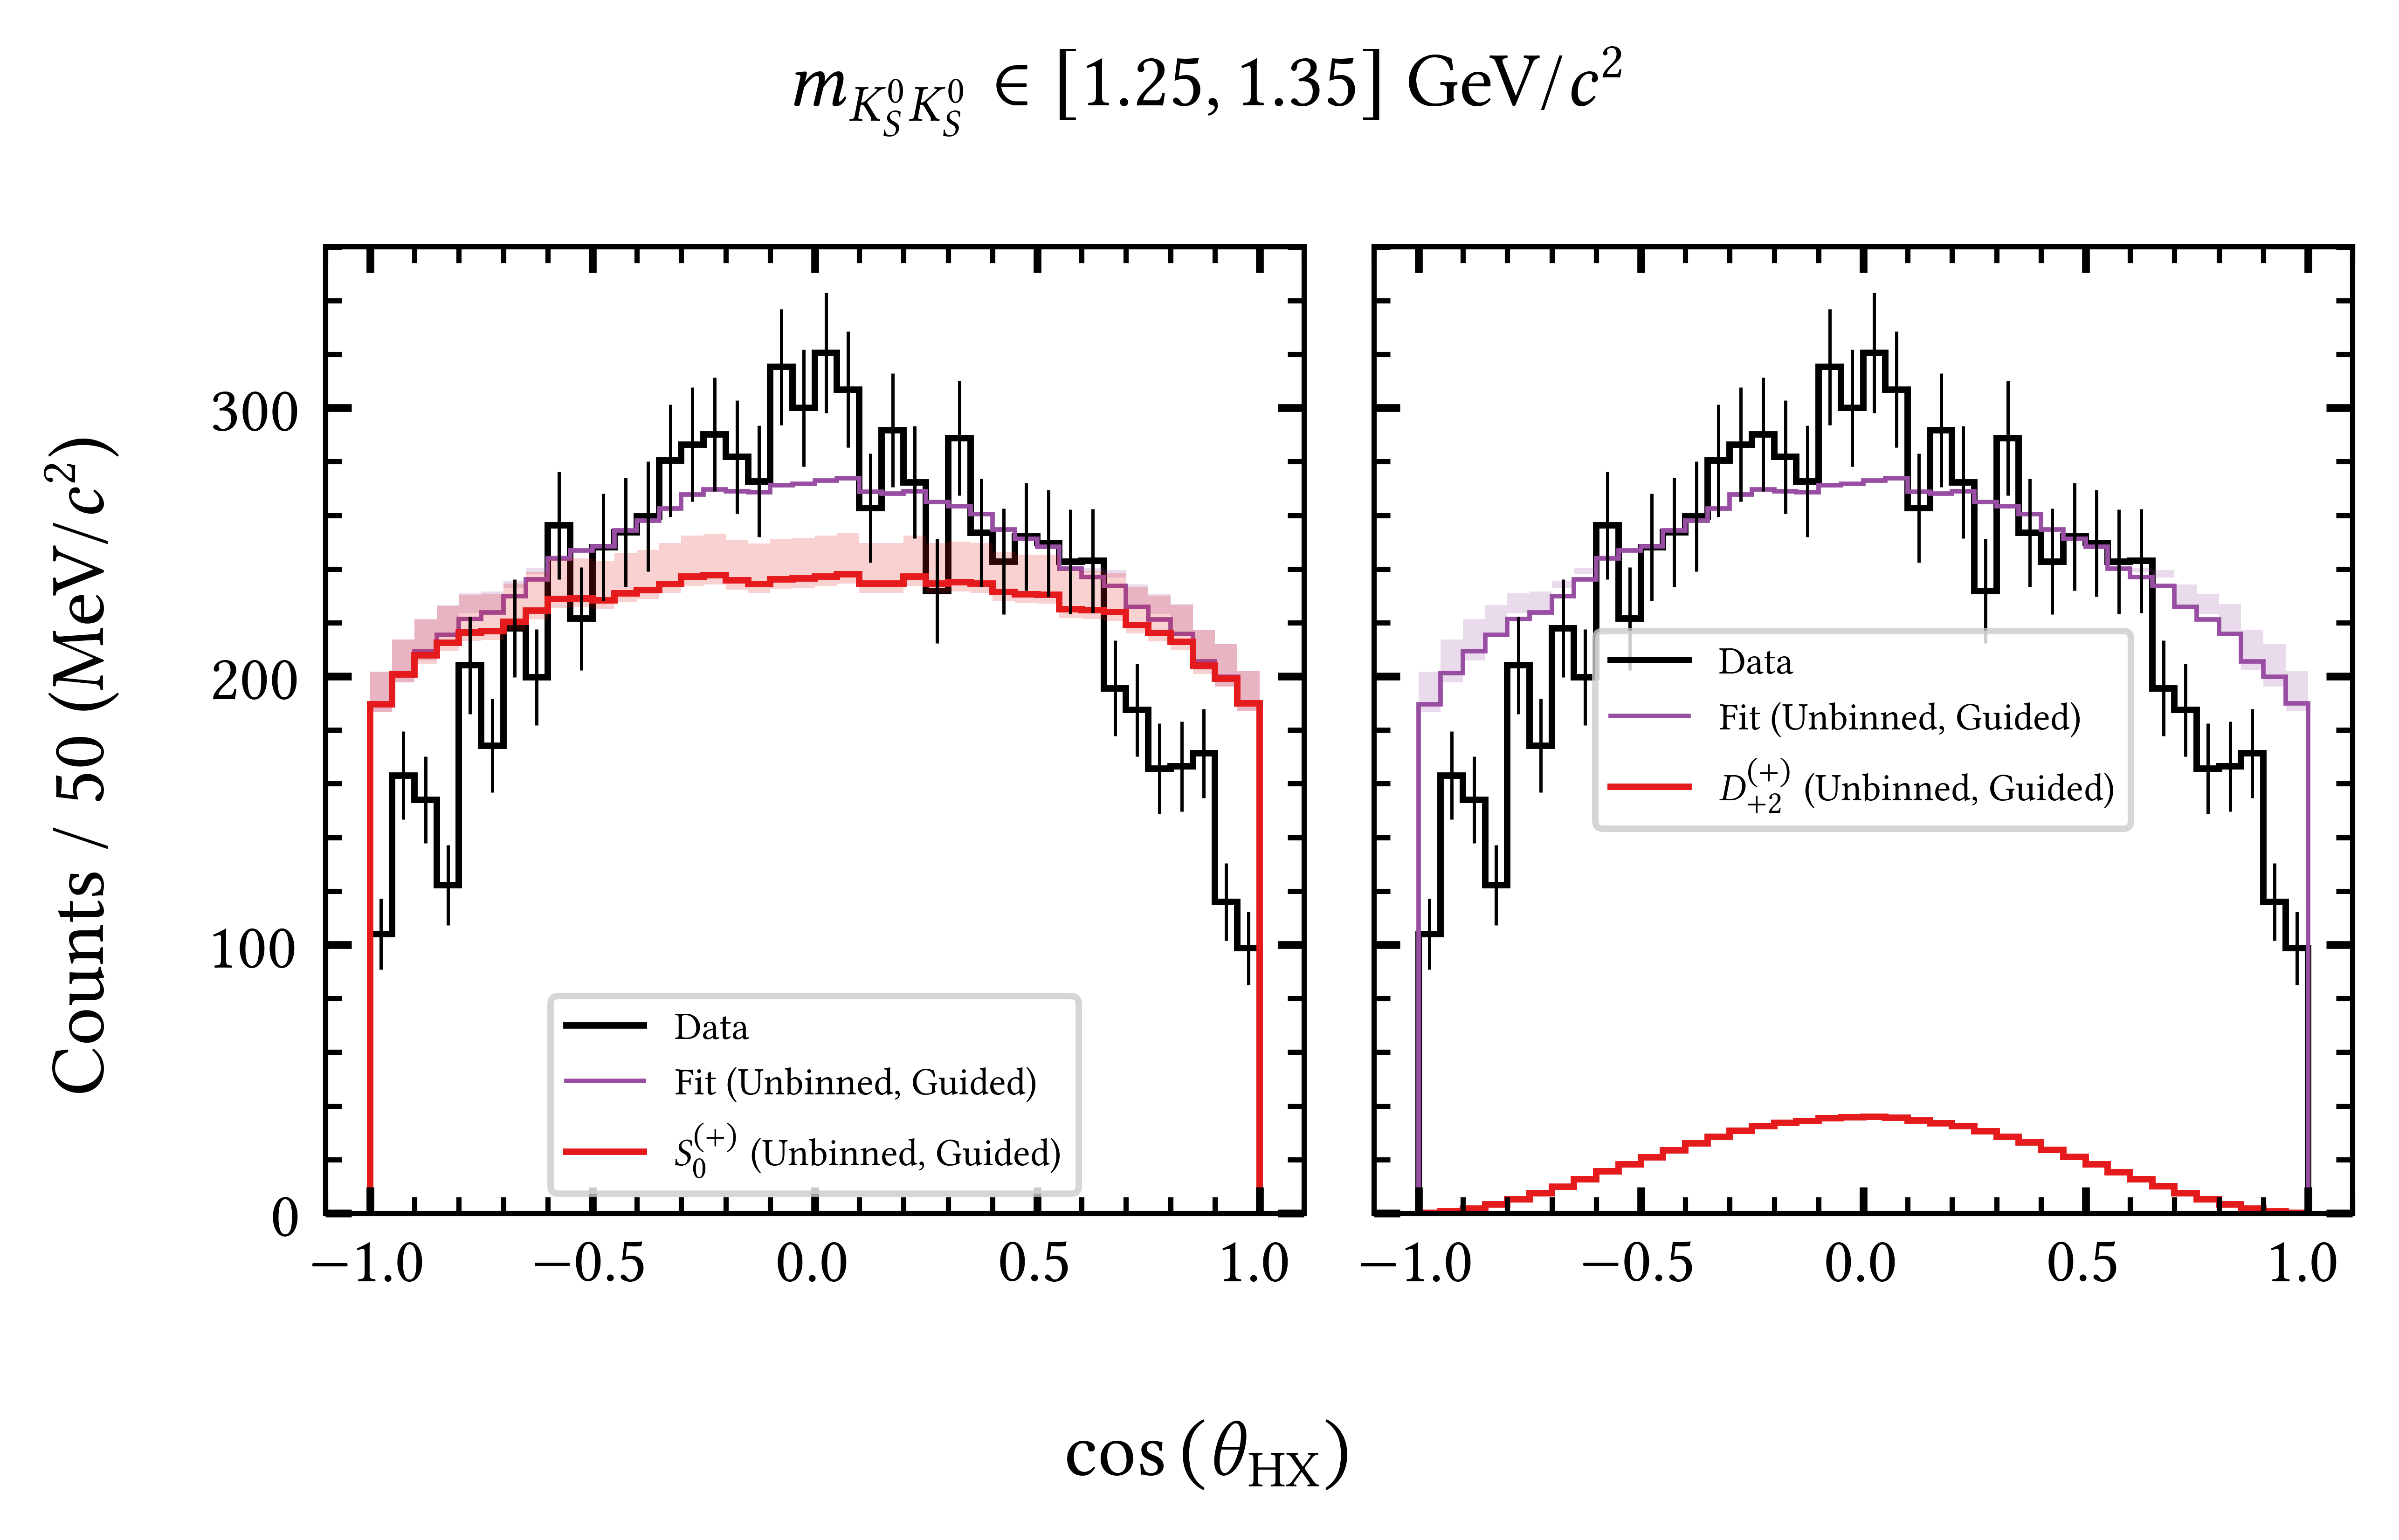 m_{K_S^0 K_S^0} ∈ [1.25, 1.35] GeV/c²
Counts / 50 (MeV/c²)
300
200
100
0
Data
Fit (Unbinned, Guided)
S_0^{(+)} (Unbinned, Guided)
−1.0 −0.5 0.0 0.5 1.0
Data
Fit (Unbinned, Guided)
D_{+2}^{(+)} (Unbinned, Guided)
−1.0 −0.5 0.0 0.5 1.0
cos (θ_HX)